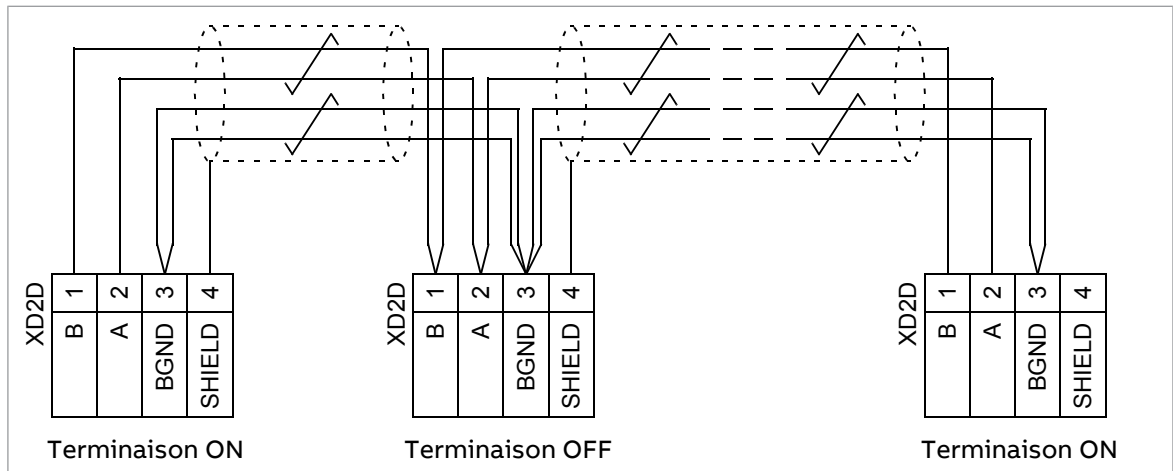 XD2D
1 2 3 4
B A BGND SHIELD
Terminaison ON
XD2D
1 2 3 4
B A BGND SHIELD
Terminaison OFF
XD2D
1 2 3 4
B A BGND SHIELD
Terminaison ON